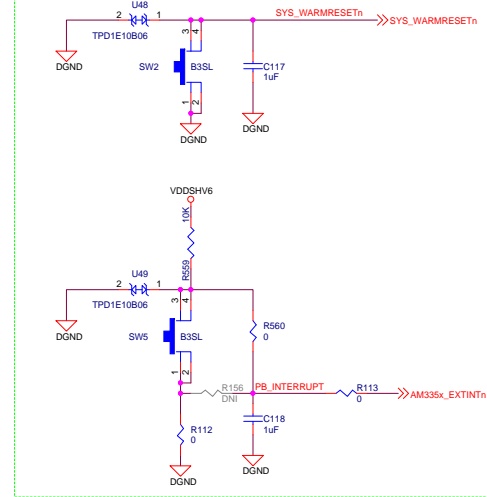 U48
SYS_WARMRESETn
2 1
SYS_WARMRESETn
TPD1E10B06
3 4
DGND
SW2 B3SL
C117
1uF
1 2
DGND
DGND
VDDSHV6
10K
R559
U49
2 1
TPD1E10B06
3 4
DGND
SW5 B3SL
R560
0
1 2
R156
DNI
PB_INTERRUPT
R113
0
AM335x_EXTINTn
R112
0
C118
1uF
DGND
DGND